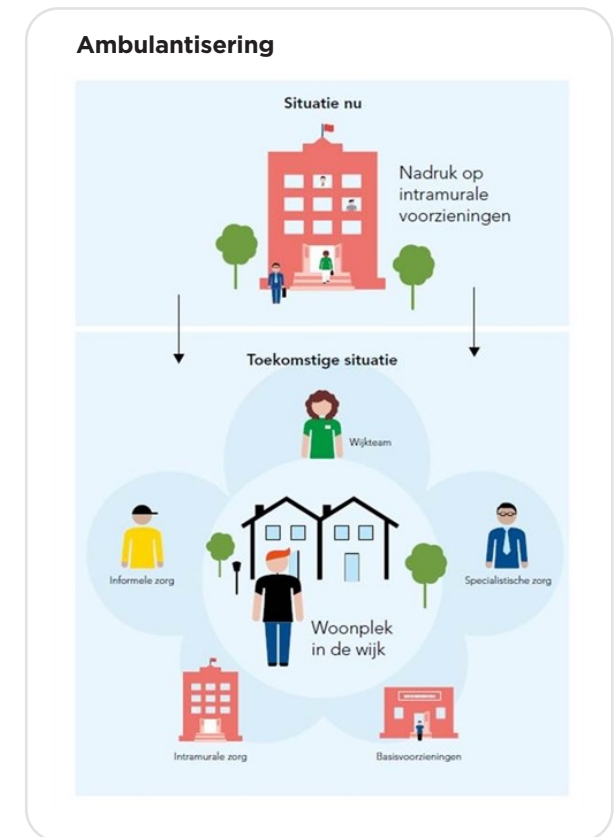 Ambulantisering
Situatie nu
Nadruk op
intramurale
voorzieningen
Toekomstige situatie
Wijkteam
Informele zorg
Specialistische zorg
Woonplek
in de wijk
Intramurale zorg
Basisvoorzieningen